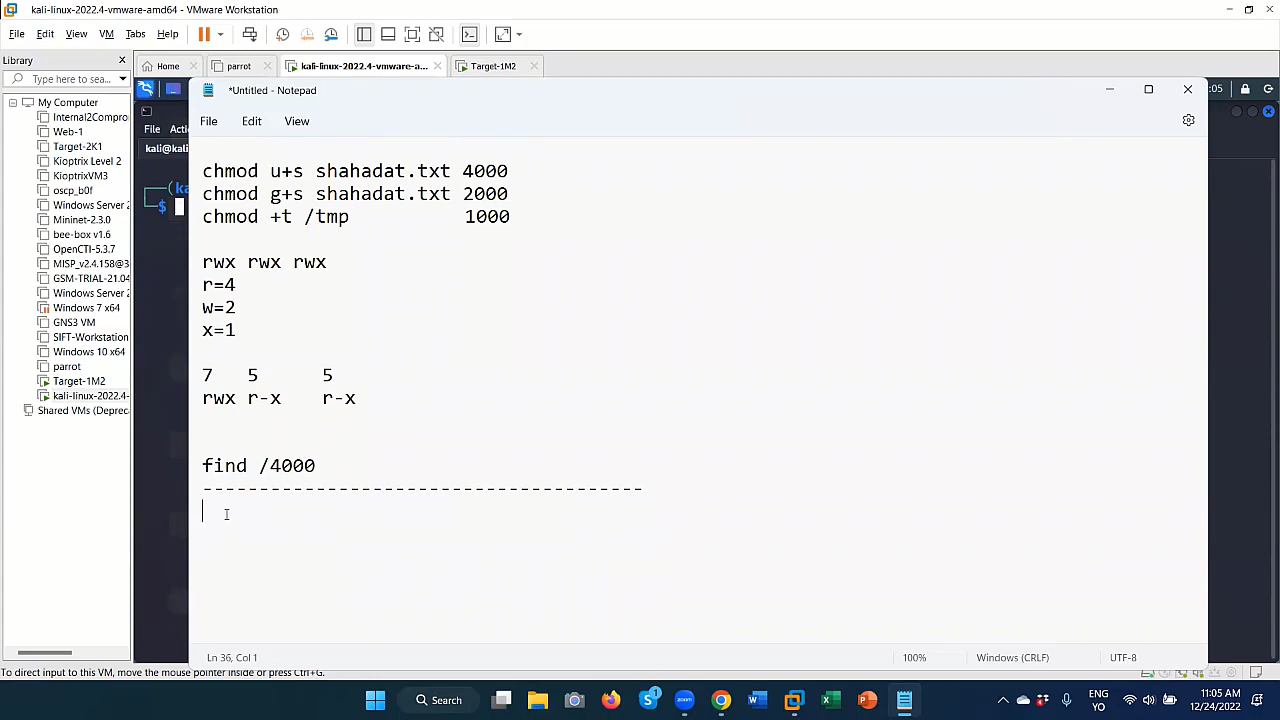 kali-linux-2022.4-vmware-amd64 - VMware Workstation
File Edit View VM Tabs Help
Library
Type here to sea...
Home
parrot
kali-linux-2022.4-vmware-a...
Target-1M2
My Computer
Internal2Compro
Web-1
Target-2K1
Kioptrix Level 2
KioptrixVM3
oscp_b0f
Windows Server 2
Mininet-2.3.0
bee-box v1.6
OpenCTI-5.3.7
MISP_v2.4.158@3
GSM-TRIAL-21.04
Windows Server 2
Windows 7 x64
GNS3 VM
SIFT-Workstation
Windows 10 x64
parrot
Target-1M2
kali-linux-2022.4-
Shared VMs (Deprec
:05
File Acti
kali@kali
(ka
$
*Untitled - Notepad
File Edit View
chmod u+s shahadat.txt 4000
chmod g+s shahadat.txt 2000
chmod +t /tmp 1000
rwx rwx rwx
r=4
w=2
x=1
7 5 5
rwx r-x r-x
find /4000
---------------------------------------
Ln 36, Col 1
100%
Windows (CRLF)
UTF-8
To direct input to this VM, move the mouse pointer inside or press Ctrl+G.
Search
zoom
ENG
YO
11:05 AM
12/24/2022